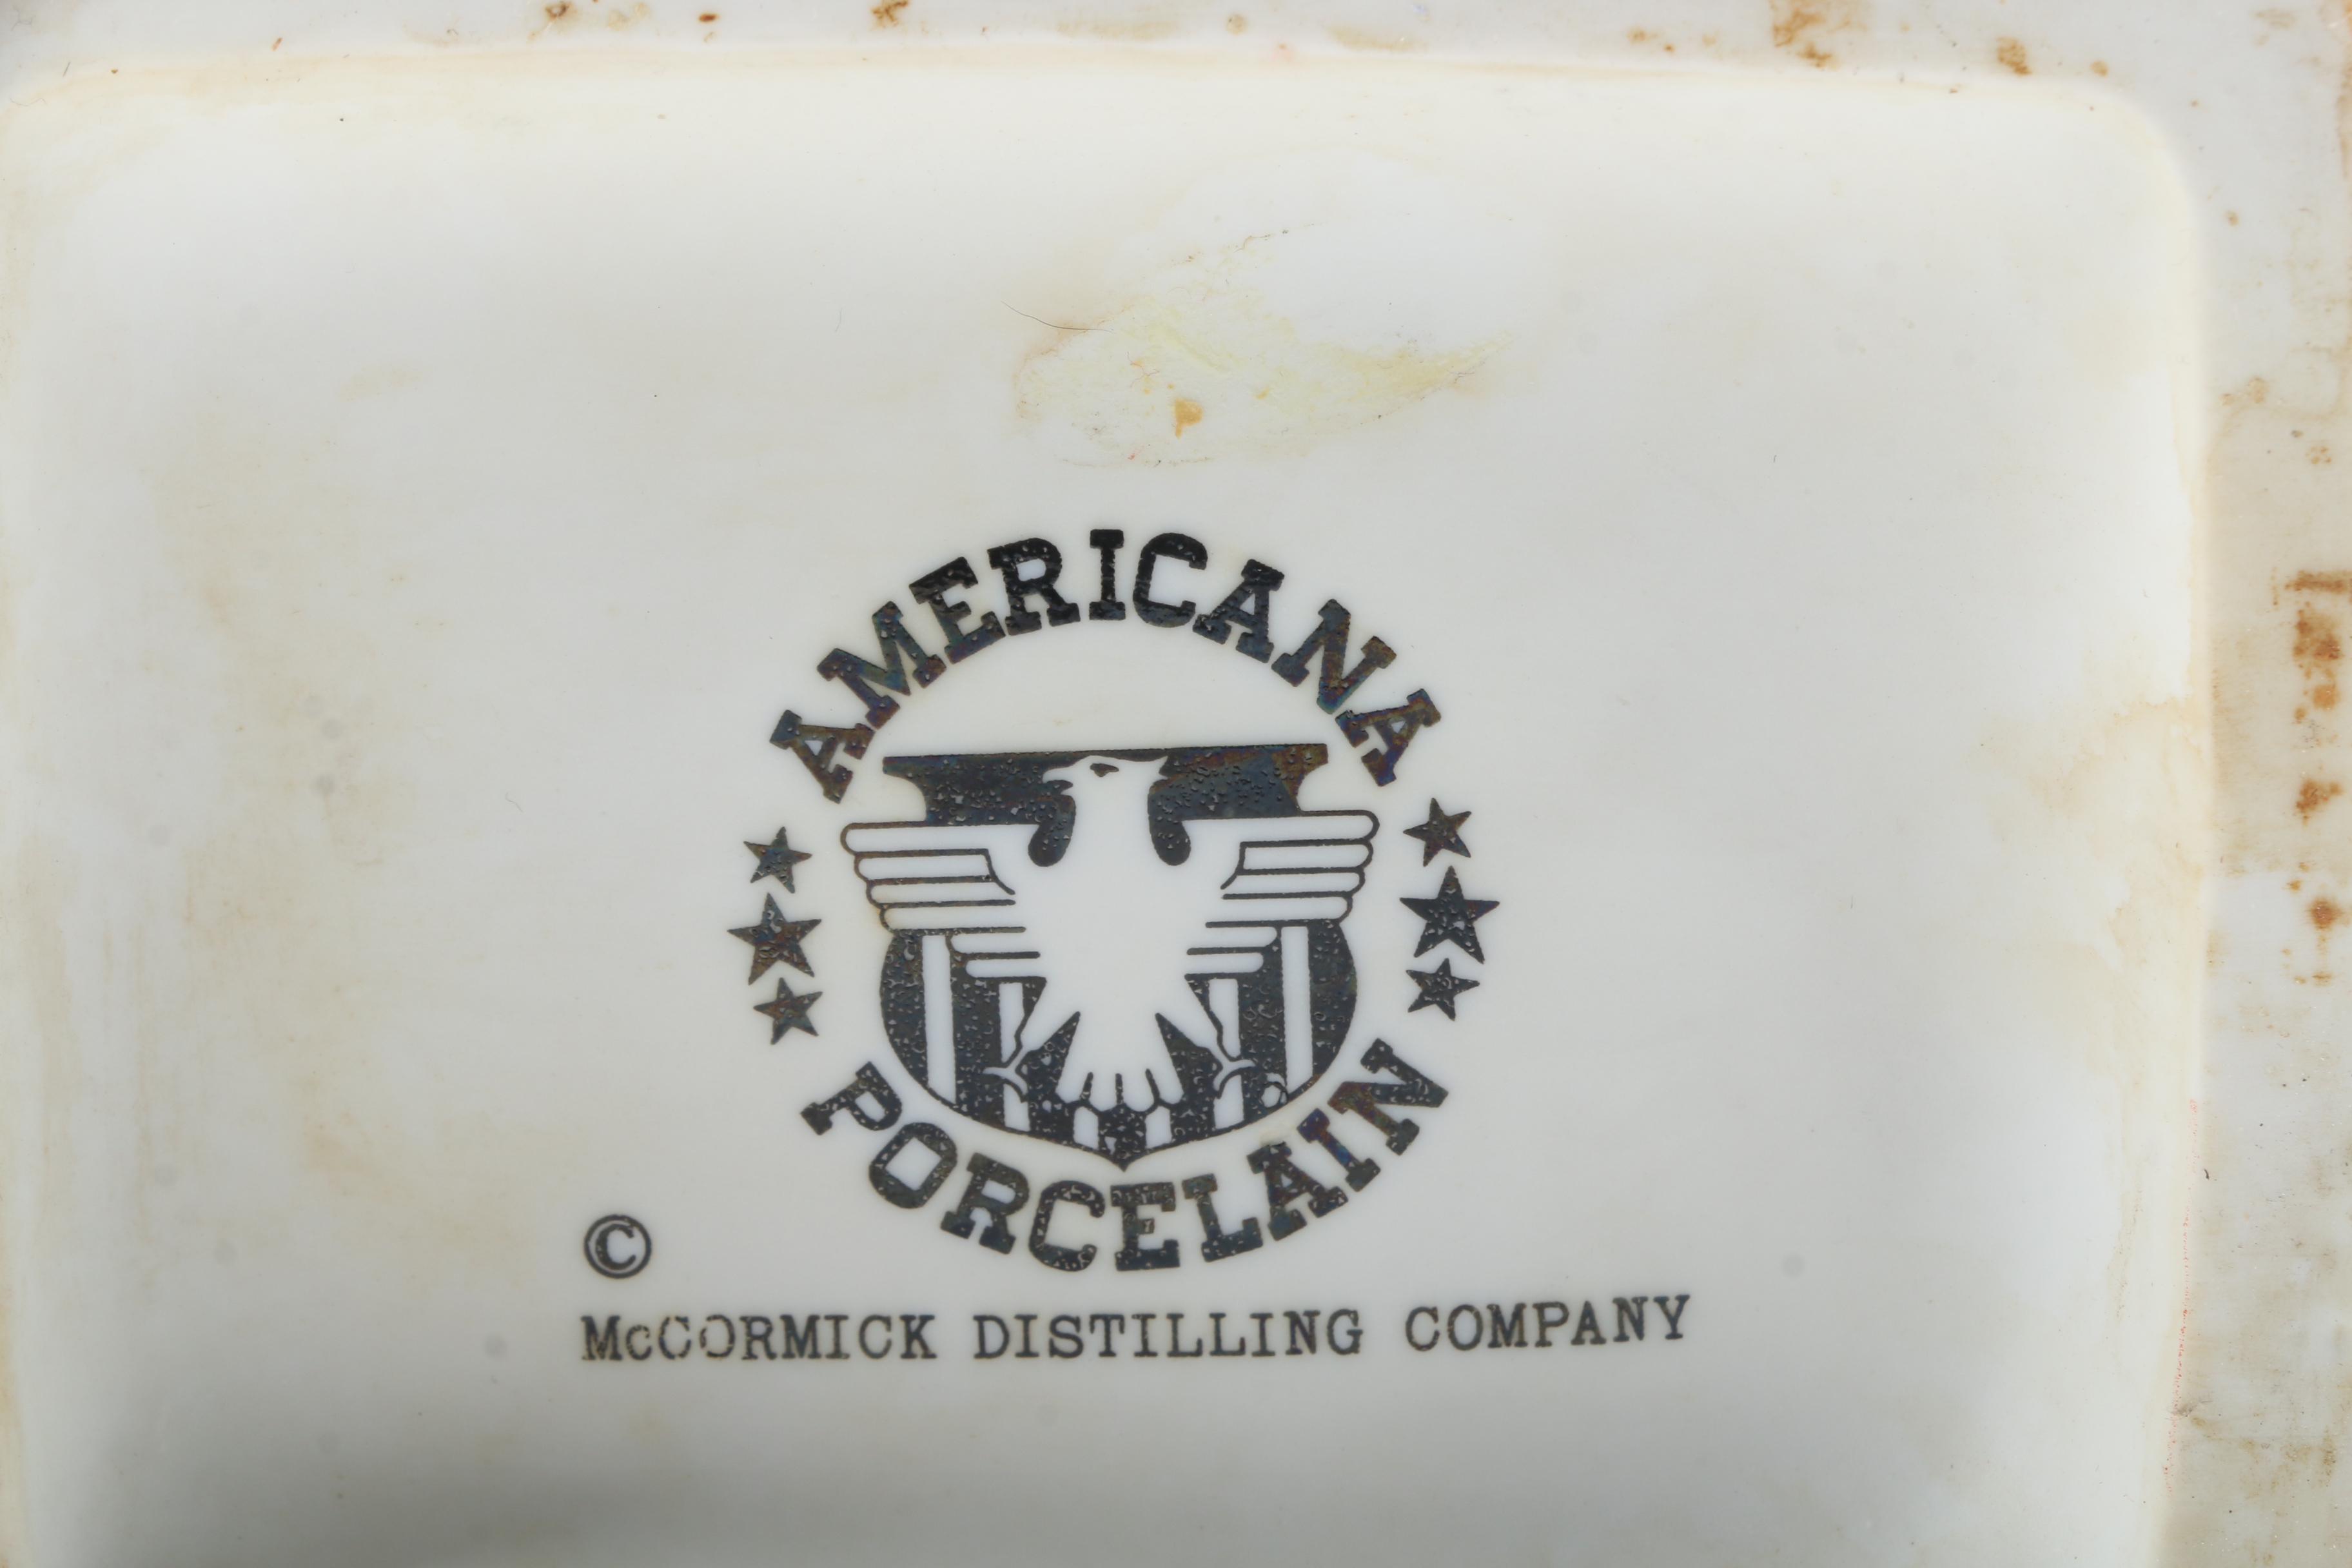 AMERICANA
PORCELAIN
©
McCORMICK DISTILLING COMPANY